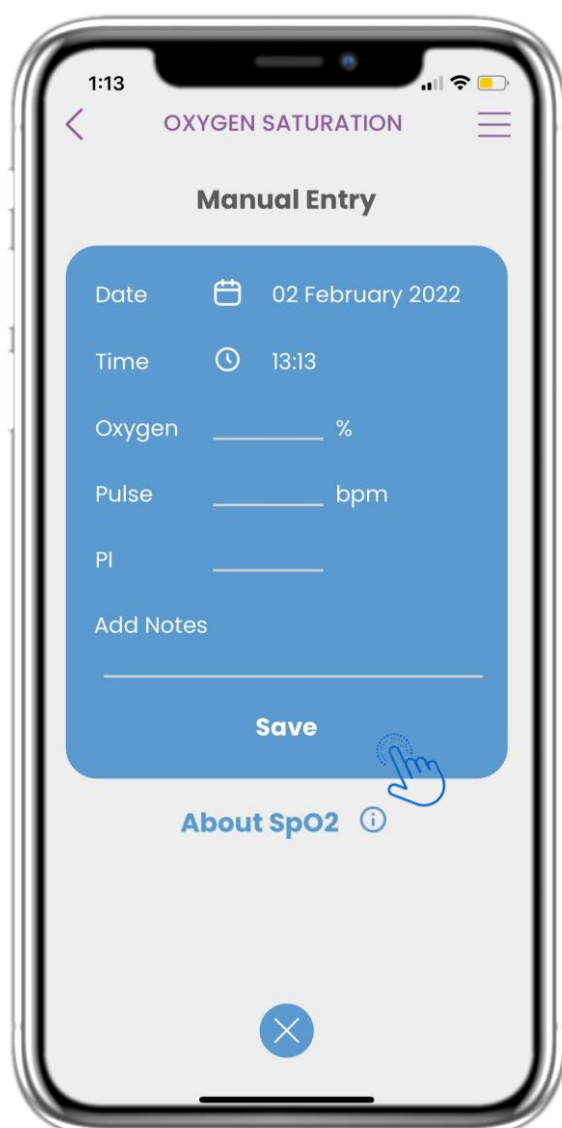 1:13
OXYGEN SATURATION
Manual Entry
Date 02 February 2022
Time 13:13
Oxygen %
Pulse bpm
PI
Add Notes
Save
About SpO2